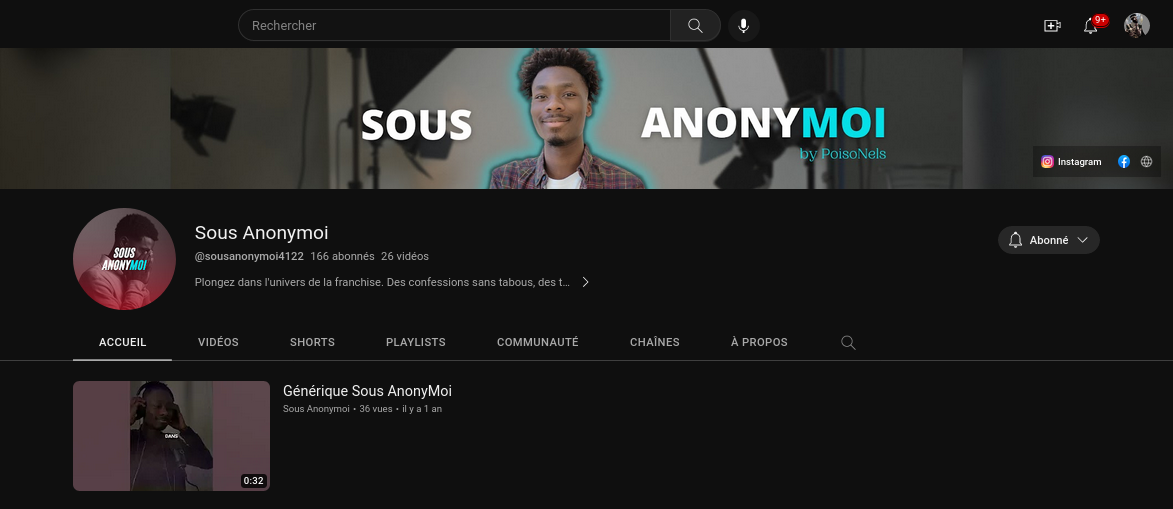 Rechercher
9+
SOUS ANONYMOI
by PoisoNels
Instagram
SOUS
ANONYMOI
Sous Anonymoi
@sousanonymoi4122 166 abonnés 26 vidéos
Plongez dans l'univers de la franchise. Des confessions sans tabous, des t...
Abonné
ACCUEIL VIDÉOS SHORTS PLAYLISTS COMMUNAUTÉ CHAÎNES À PROPOS
DANS
0:32
Générique Sous AnonyMoi
Sous Anonymoi • 36 vues • il y a 1 an